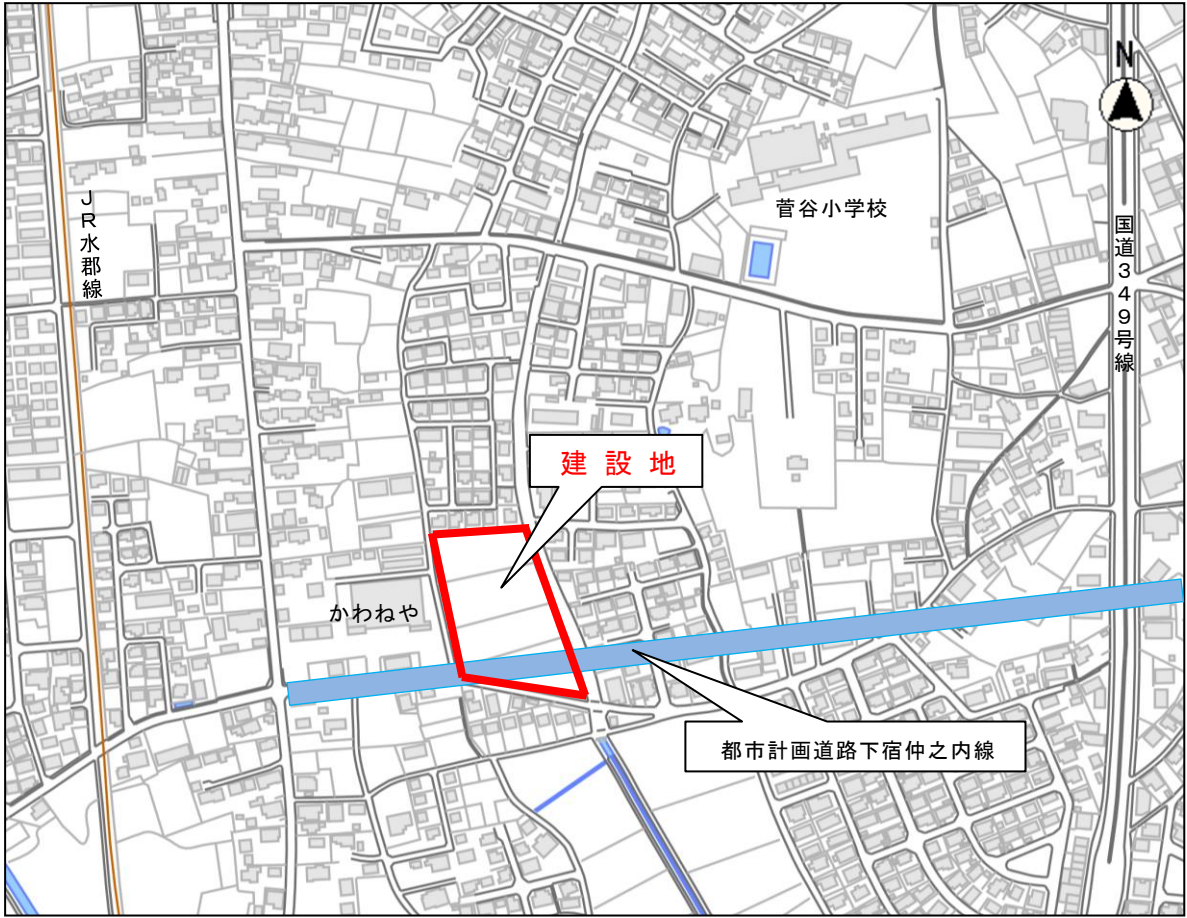 N
JR水郡線
菅谷小学校
国道349号線
建設地
かわねや
都市計画道路下宿仲之内線